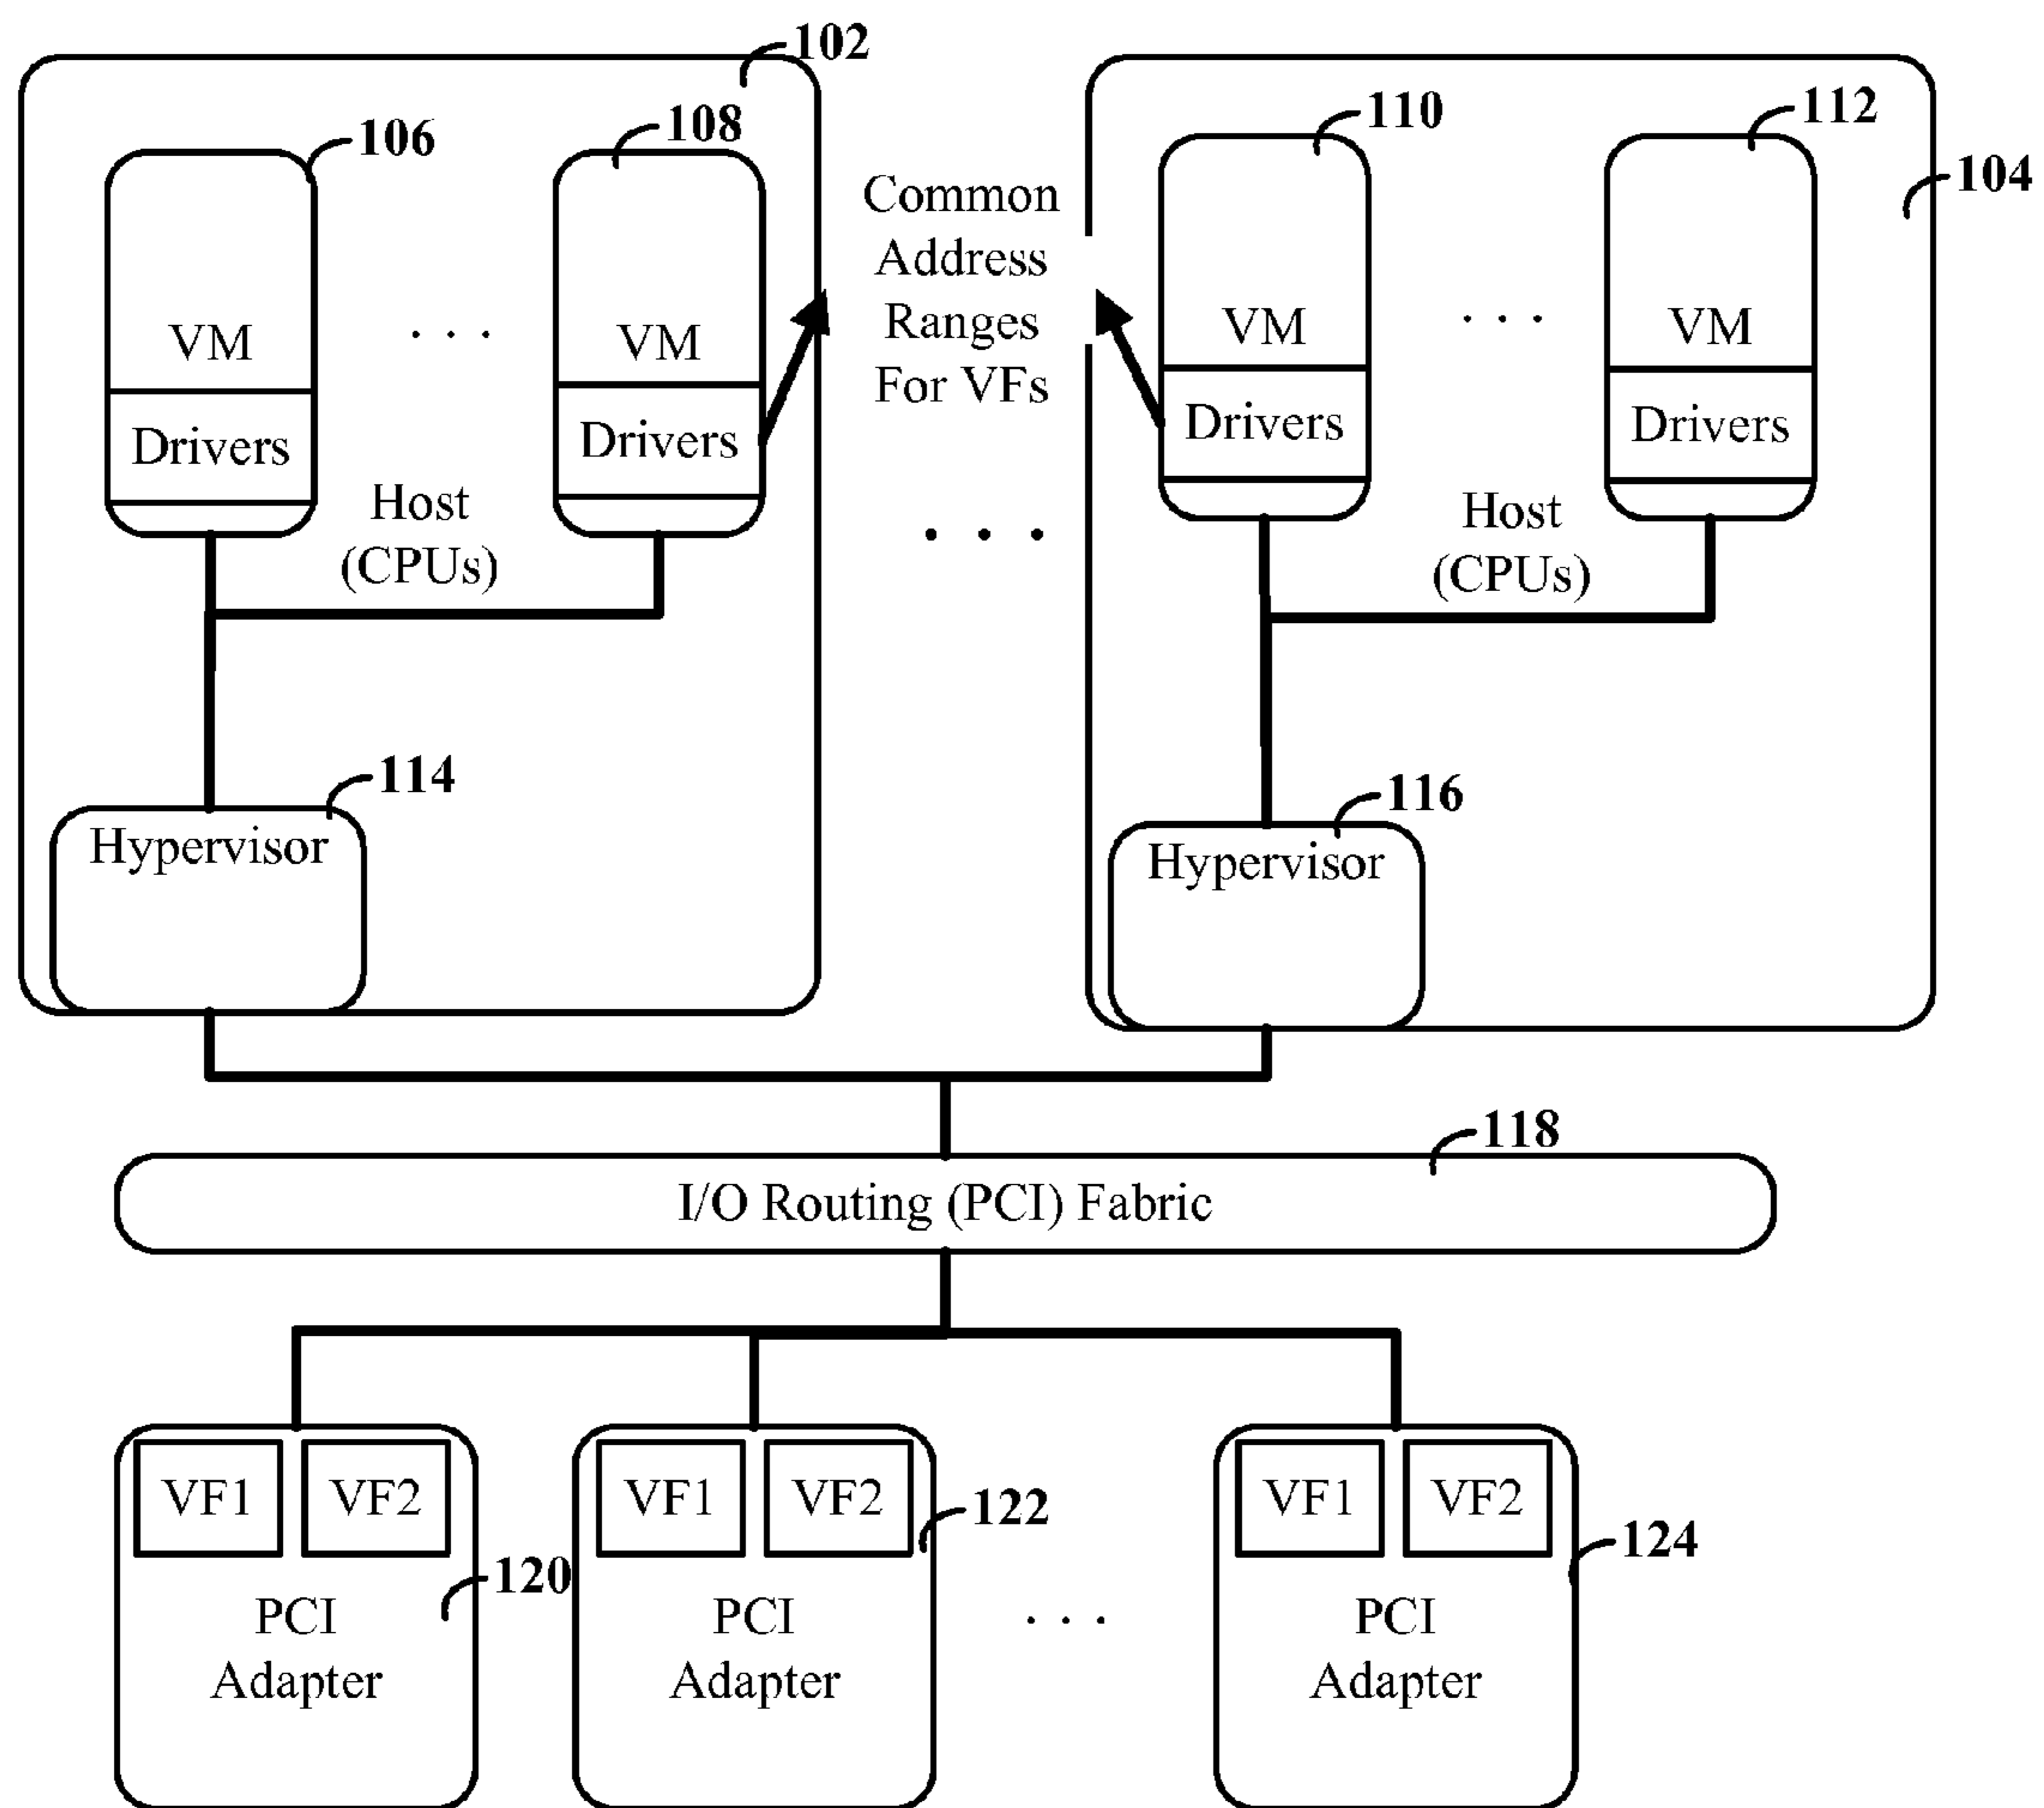 102
106
108
110
112
104
Common
Address
Ranges
For VFs
VM
. . .
VM
VM
. . .
VM
Drivers
Drivers
Drivers
Drivers
Host
(CPUs)
. . .
Host
(CPUs)
114
Hypervisor
116
Hypervisor
118
I/O Routing (PCI) Fabric
VF1
VF2
120
PCI
Adapter
VF1
VF2
122
PCI
Adapter
. . .
VF1
VF2
124
PCI
Adapter